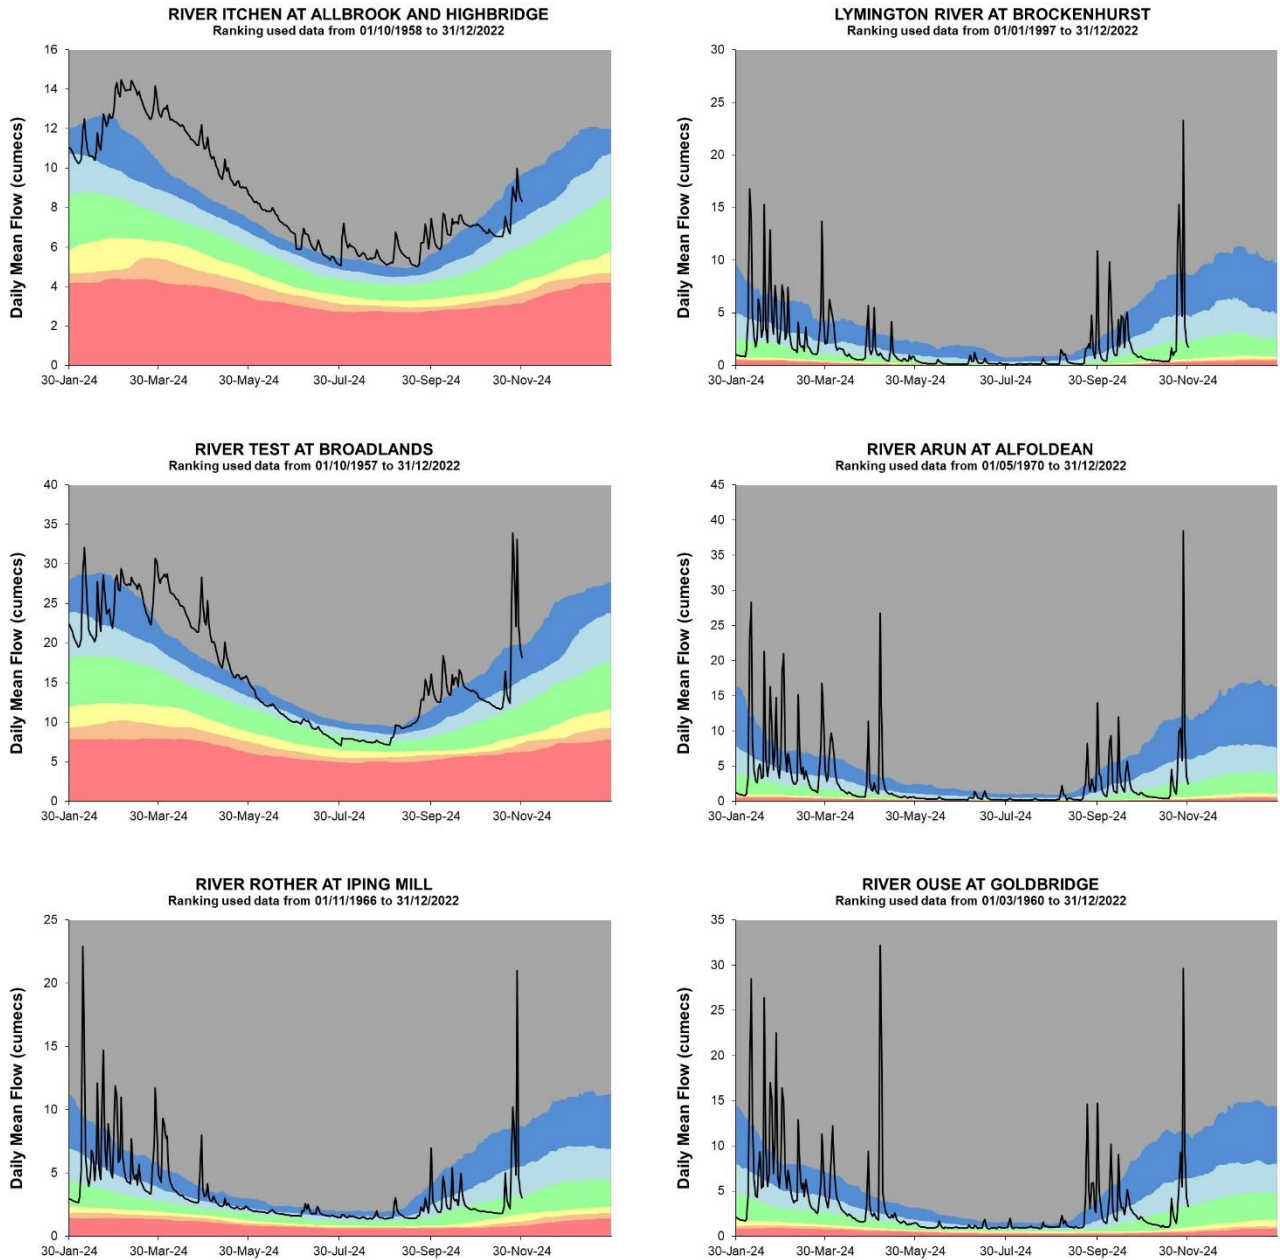 RIVER ITCHEN AT ALLBROOK AND HIGHBRIDGE
Ranking used data from 01/10/1958 to 31/12/2022
Daily Mean Flow (cumecs)
16
14
12
10
8
6
4
2
0
30-Jan-24 30-Mar-24 30-May-24 30-Jul-24 30-Sep-24 30-Nov-24
LYMINGTON RIVER AT BROCKENHURST
Ranking used data from 01/01/1997 to 31/12/2022
Daily Mean Flow (cumecs)
30
25
20
15
10
5
0
30-Jan-24 30-Mar-24 30-May-24 30-Jul-24 30-Sep-24 30-Nov-24
RIVER TEST AT BROADLANDS
Ranking used data from 01/10/1957 to 31/12/2022
Daily Mean Flow (cumecs)
40
35
30
25
20
15
10
5
0
30-Jan-24 30-Mar-24 30-May-24 30-Jul-24 30-Sep-24 30-Nov-24
RIVER ARUN AT ALFOLDEAN
Ranking used data from 01/05/1970 to 31/12/2022
Daily Mean Flow (cumecs)
45
40
35
30
25
20
15
10
5
0
30-Jan-24 30-Mar-24 30-May-24 30-Jul-24 30-Sep-24 30-Nov-24
RIVER ROTHER AT IPING MILL
Ranking used data from 01/11/1966 to 31/12/2022
Daily Mean Flow (cumecs)
25
20
15
10
5
0
30-Jan-24 30-Mar-24 30-May-24 30-Jul-24 30-Sep-24 30-Nov-24
RIVER OUSE AT GOLDBRIDGE
Ranking used data from 01/03/1960 to 31/12/2022
Daily Mean Flow (cumecs)
35
30
25
20
15
10
5
0
30-Jan-24 30-Mar-24 30-May-24 30-Jul-24 30-Sep-24 30-Nov-24